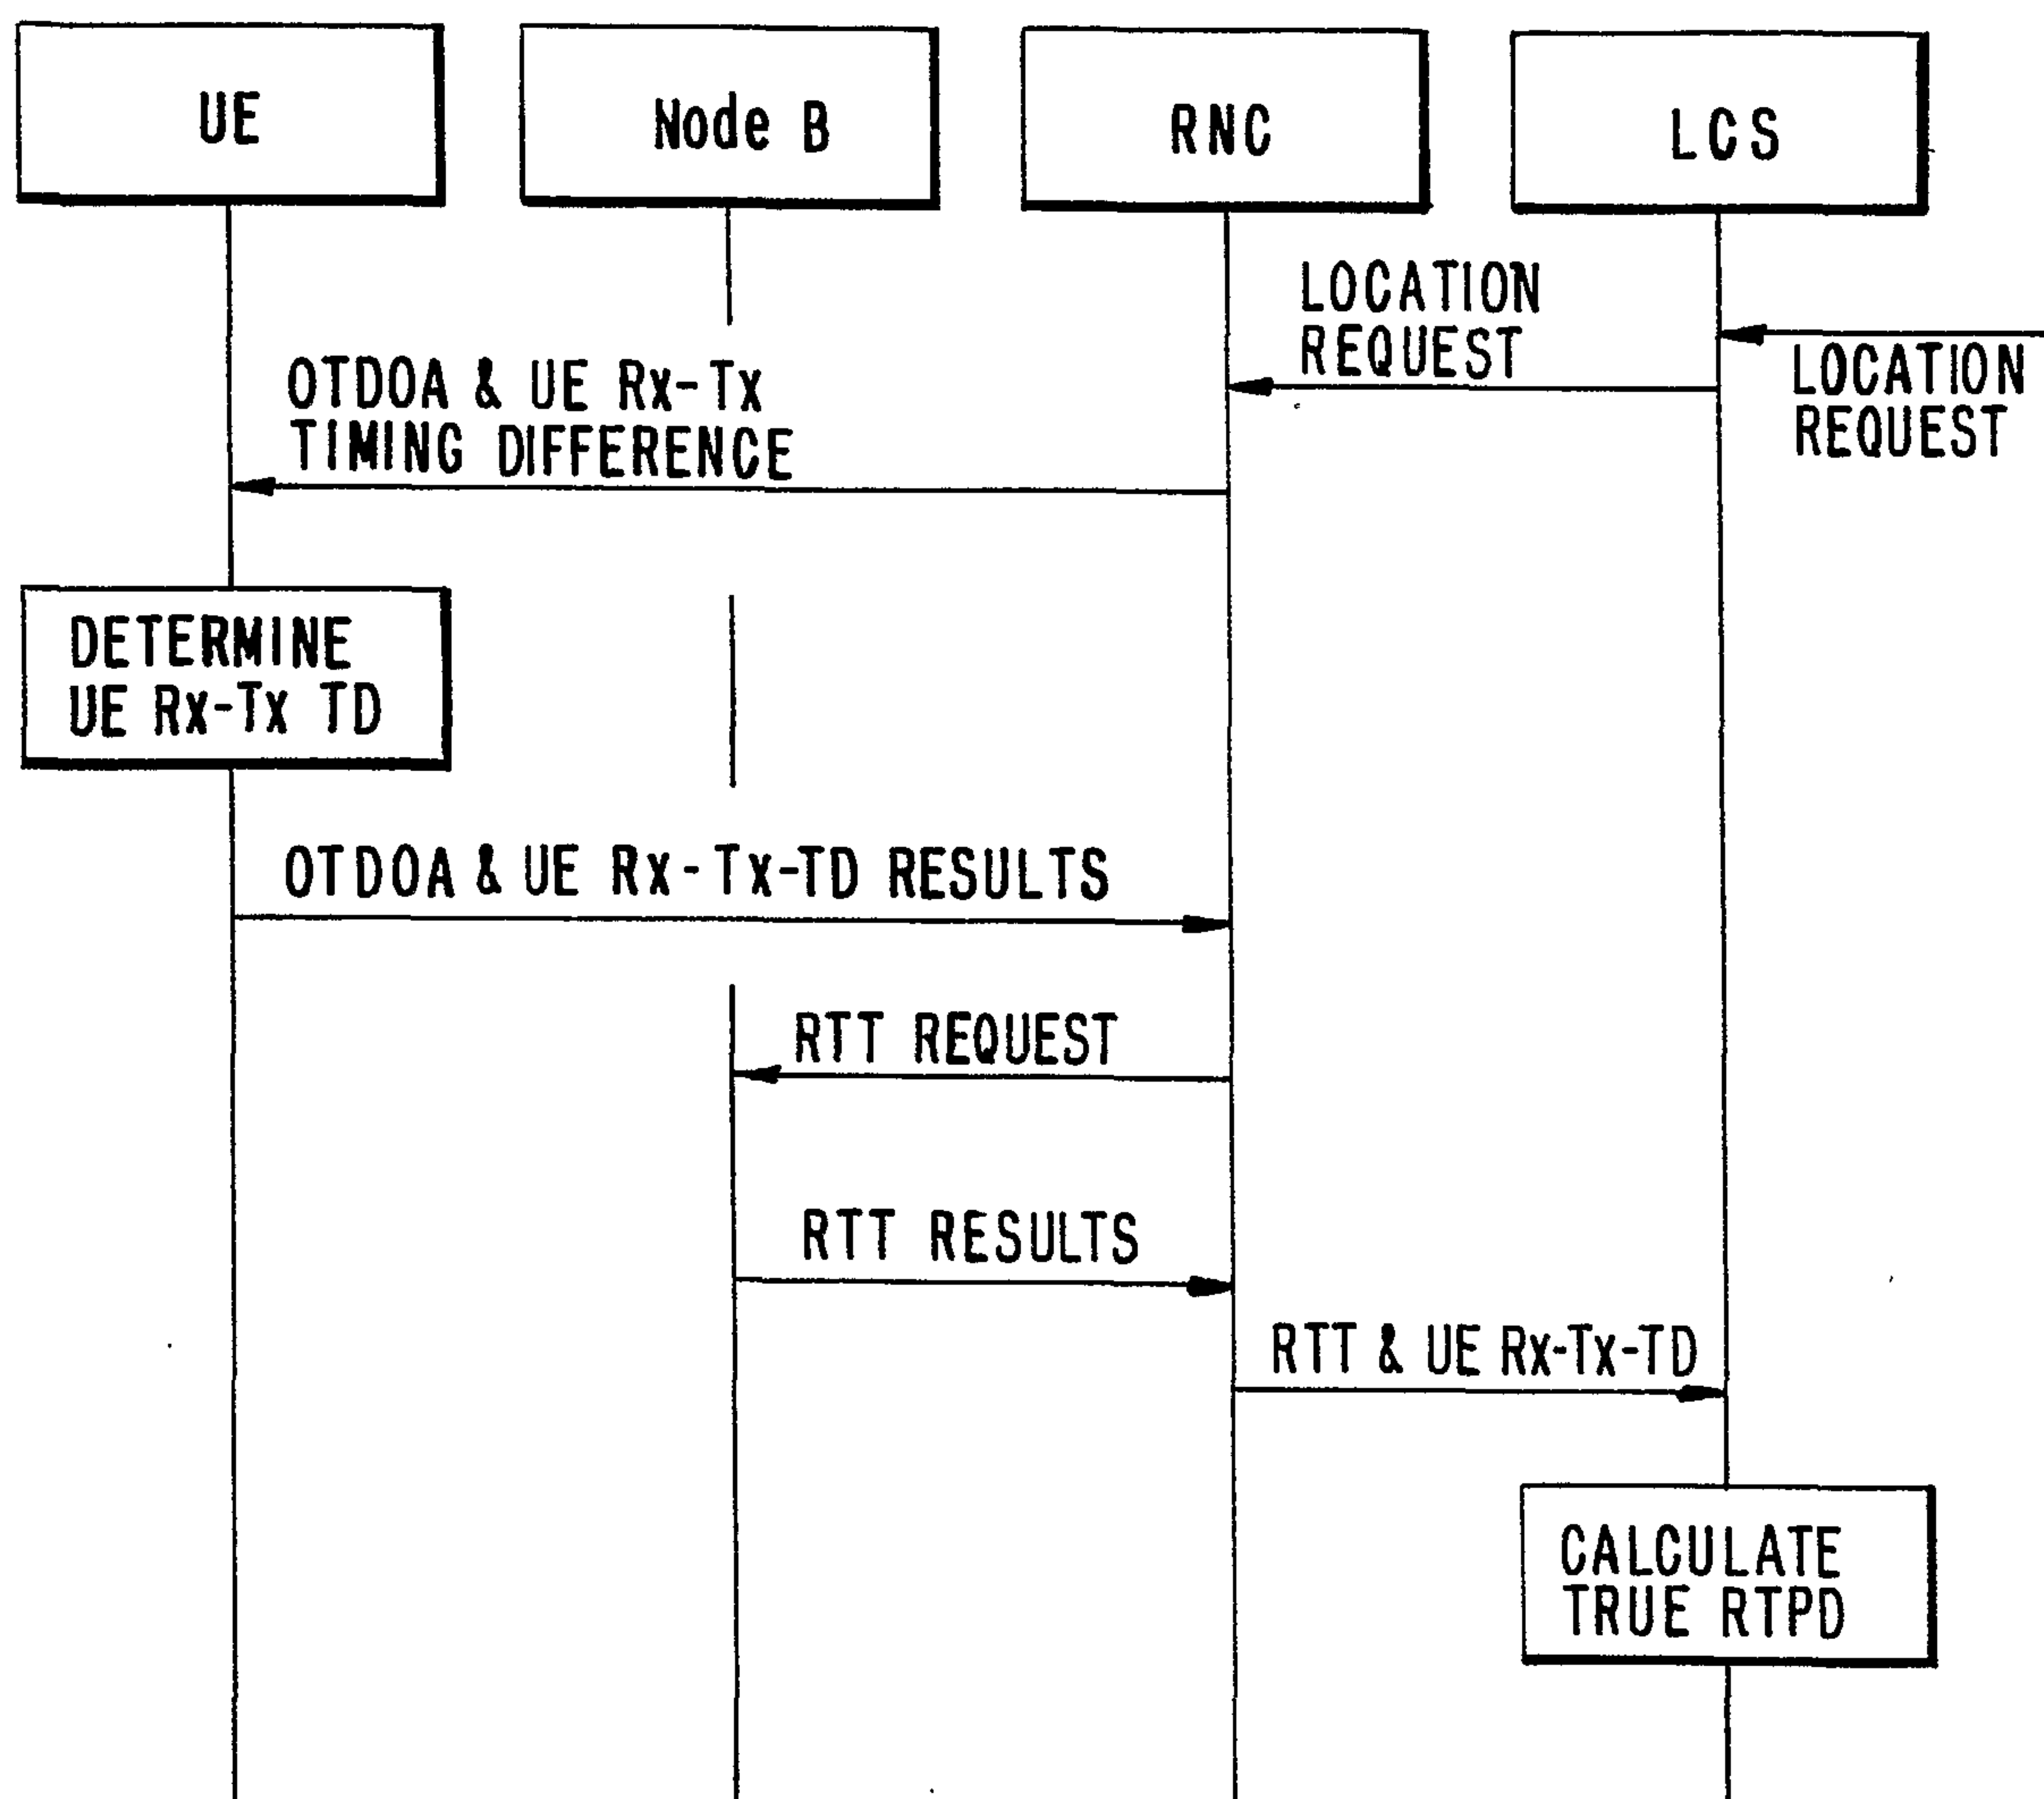 UE
Node B
RNC
LCS
LOCATION
REQUEST
LOCATION
REQUEST
OTDOA & UE Rx-Tx
TIMING DIFFERENCE
DETERMINE
UE Rx-Tx TD
OTDOA & UE Rx-Tx-TD RESULTS
RTT REQUEST
RTT RESULTS
RTT & UE Rx-Tx-TD
CALCULATE
TRUE RTPD